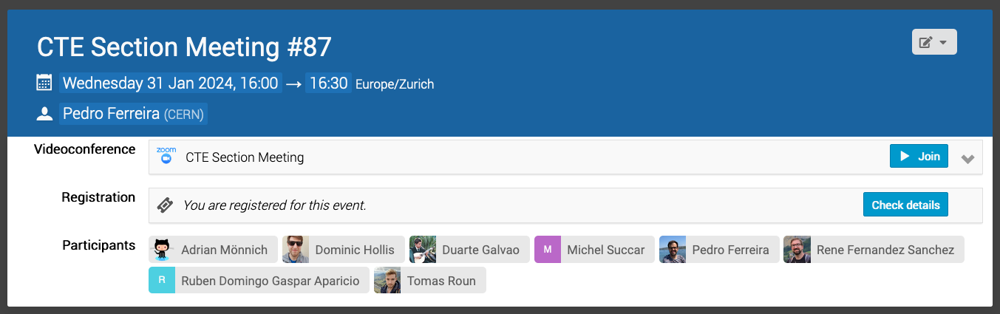 CTE Section Meeting #87
Wednesday 31 Jan 2024, 16:00 → 16:30 Europe/Zurich
Pedro Ferreira (CERN)
Videoconference
zoom
CTE Section Meeting
Join
Registration
You are registered for this event.
Check details
Participants
Adrian Mönnich
Dominic Hollis
Duarte Galvao
M Michel Succar
Pedro Ferreira
Rene Fernandez Sanchez
R Ruben Domingo Gaspar Aparicio
Tomas Roun